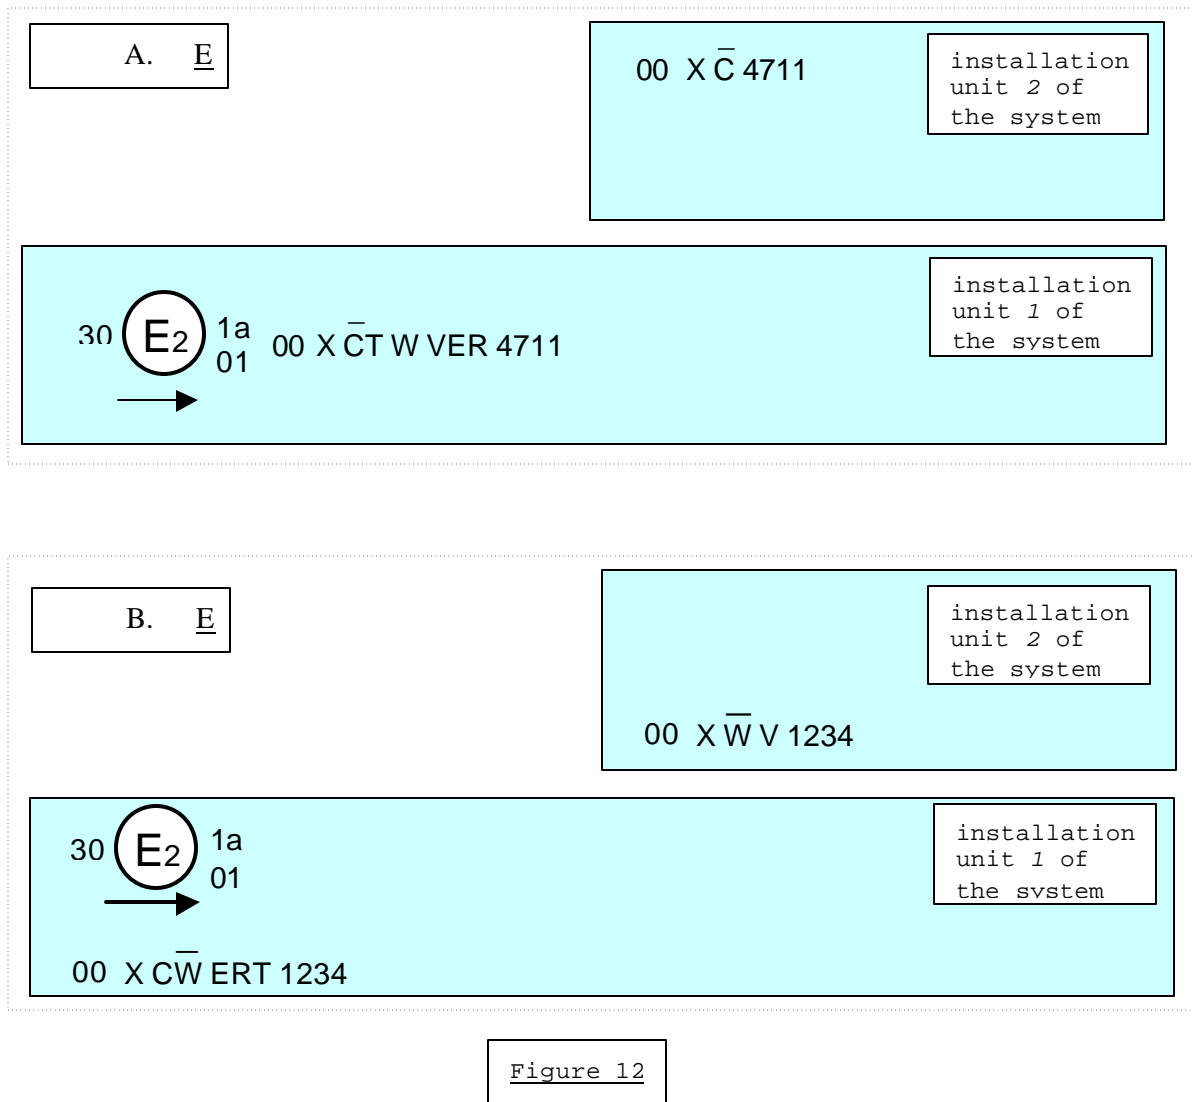 A. E
00 X C̅ 4711
installation
unit 2 of
the system
30 E2 1a
01
00 X C̅T W VER 4711
installation
unit 1 of
the system
B. E
installation
unit 2 of
the system
00 X W̅ V 1234
30 E2 1a
01
installation
unit 1 of
the system
00 X CW̅ ERT 1234
Figure 12